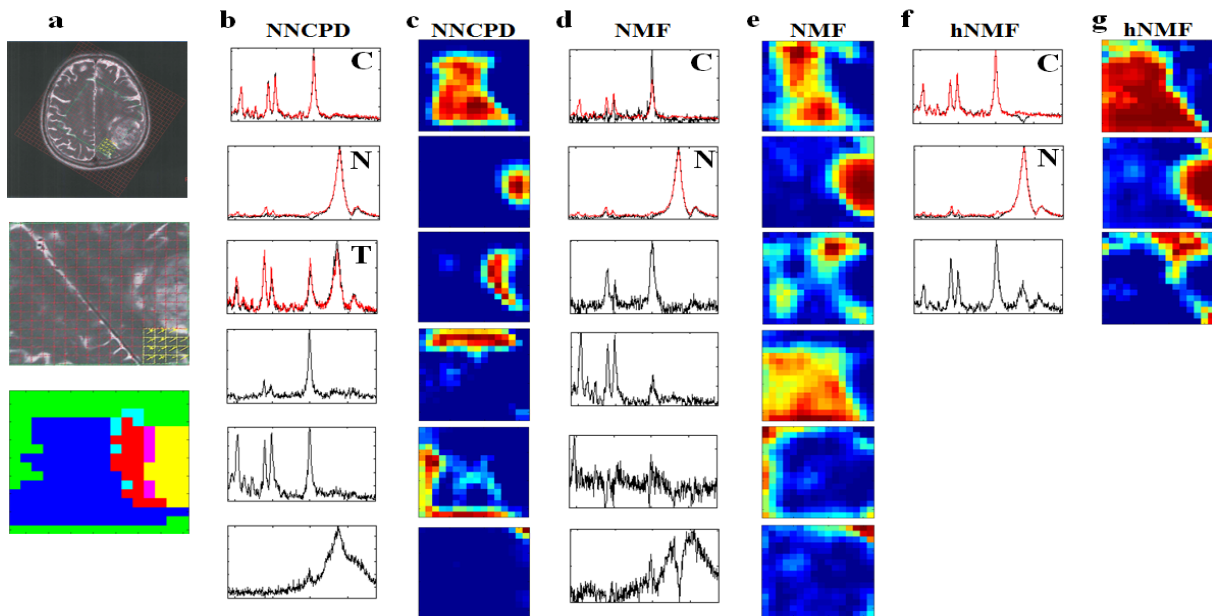 a b c d e f g
NNCPD NNCPD NMF NMF hNMF hNMF
C C C
N N N
T